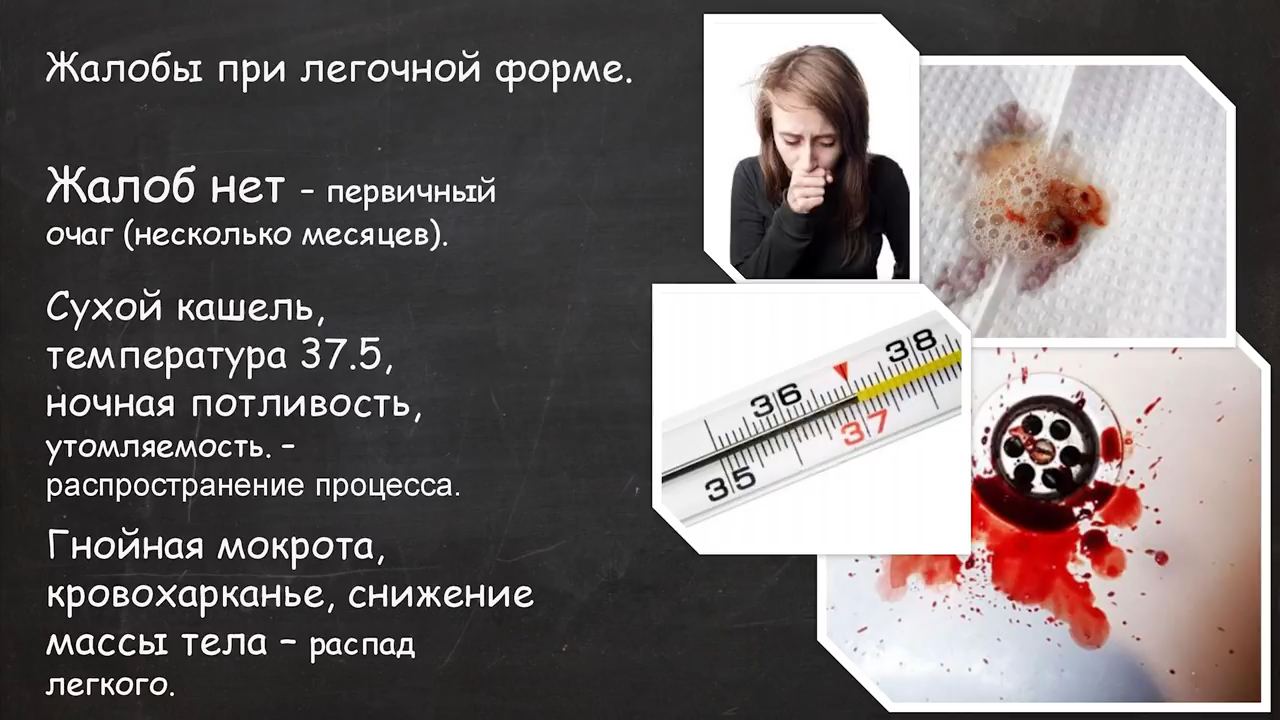 Жалобы при легочной форме.
Жалоб нет – первичный
очаг (несколько месяцев).
Сухой кашель,
температура 37.5,
ночная потливость,
утомляемость. –
распространение процесса.
Гнойная мокрота,
кровохарканье, снижение
массы тела – распад
легкого.
35
36
37
38